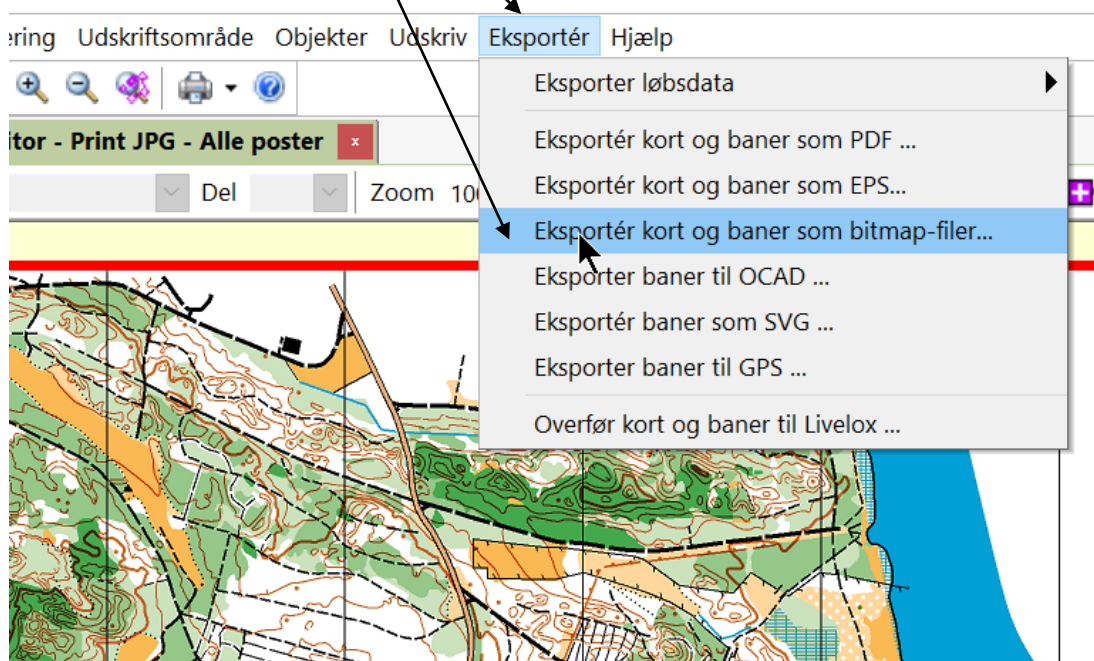 ering Udskriftsområde Objekter Udskriv Eksportér Hjælp
Eksporter løbsdata
itor - Print JPG - Alle poster x
Eksportér kort og baner som PDF ...
Del Zoom 100
Eksportér kort og baner som EPS...
Eksportér kort og baner som bitmap-filer...
Eksporter baner til OCAD ...
Eksportér baner som SVG ...
Eksporter baner til GPS ...
Overfør kort og baner til Livelox ...